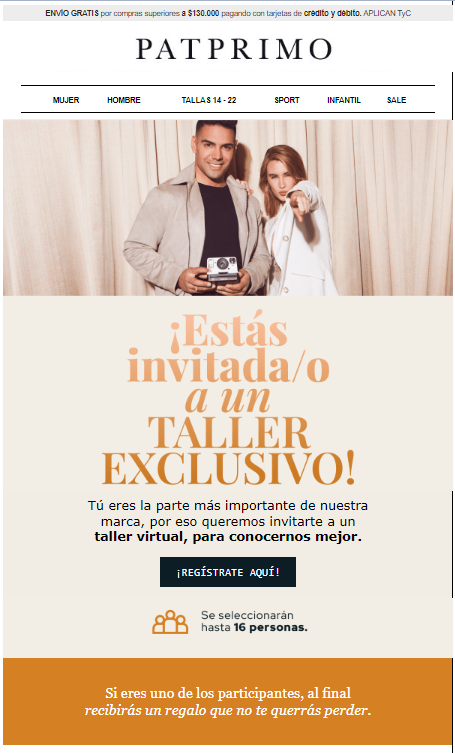 ENVÍO GRATIS por compras superiores a $130.000 pagando con tarjetas de crédito y débito. APLICAN TyC
PATPRIMO
MUJER HOMBRE TALLAS 14 - 22 SPORT INFANTIL SALE
¡Estás
invitada/o
a un
TALLER
EXCLUSIVO!
Tú eres la parte más importante de nuestra
marca, por eso queremos invitarte a un
taller virtual, para conocernos mejor.
¡REGÍSTRATE AQUÍ!
Se seleccionarán
hasta 16 personas.
Si eres uno de los participantes, al final
recibirás un regalo que no te querrás perder.